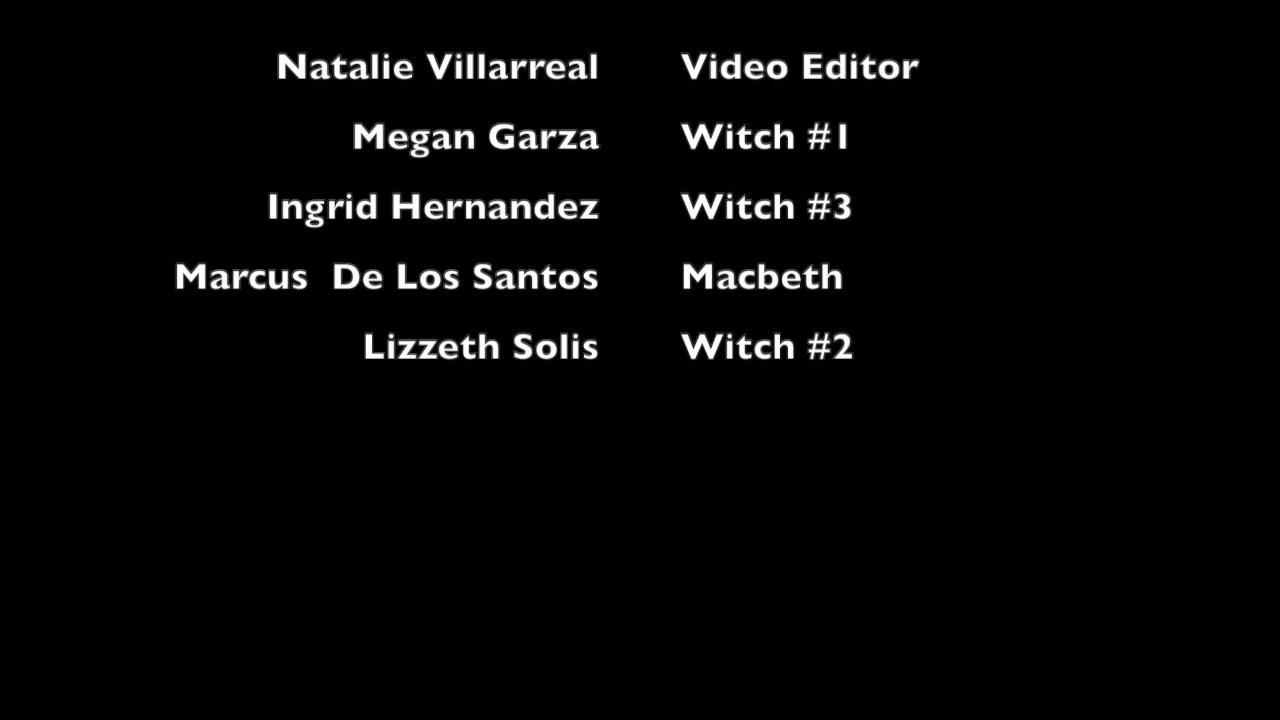 Natalie Villarreal Video Editor
Megan Garza Witch #1
Ingrid Hernandez Witch #3
Marcus  De Los Santos Macbeth
Lizzeth Solis Witch #2